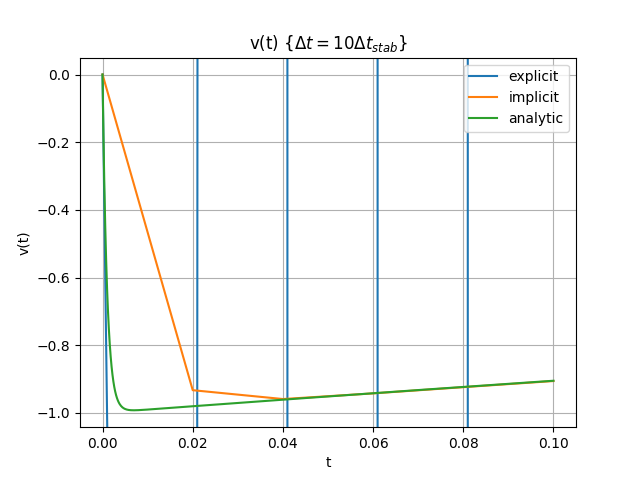 v(t) {Δt = 10Δt_stab}
explicit
implicit
analytic
0.0
−0.2
−0.4
−0.6
−0.8
−1.0
v(t)
0.00
0.02
0.04
0.06
0.08
0.10
t